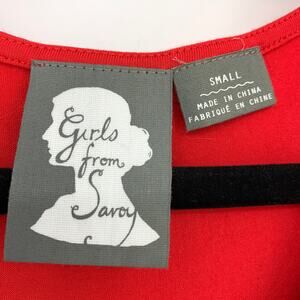 Girls
from
Savoy
SMALL
MADE IN CHINA
FABRIQUÉ EN CHINE